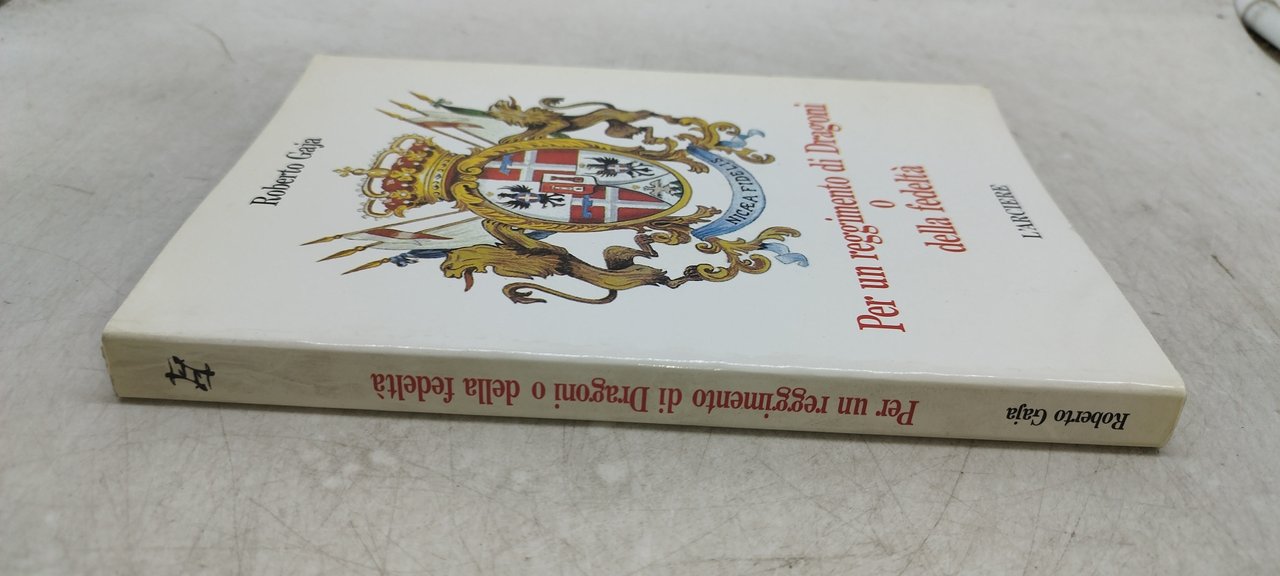 Roberto Gaja
NICÆA FIDELIS
Per un reggimento di Dragoni
o
della fedeltà
L'ARCIERE
Roberto Gaja
Per un reggimento di Dragoni o della fedeltà